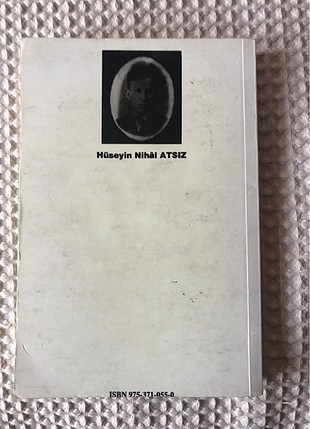 Hüseyin Nihâl ATSIZ
ISBN 975-371-055-0